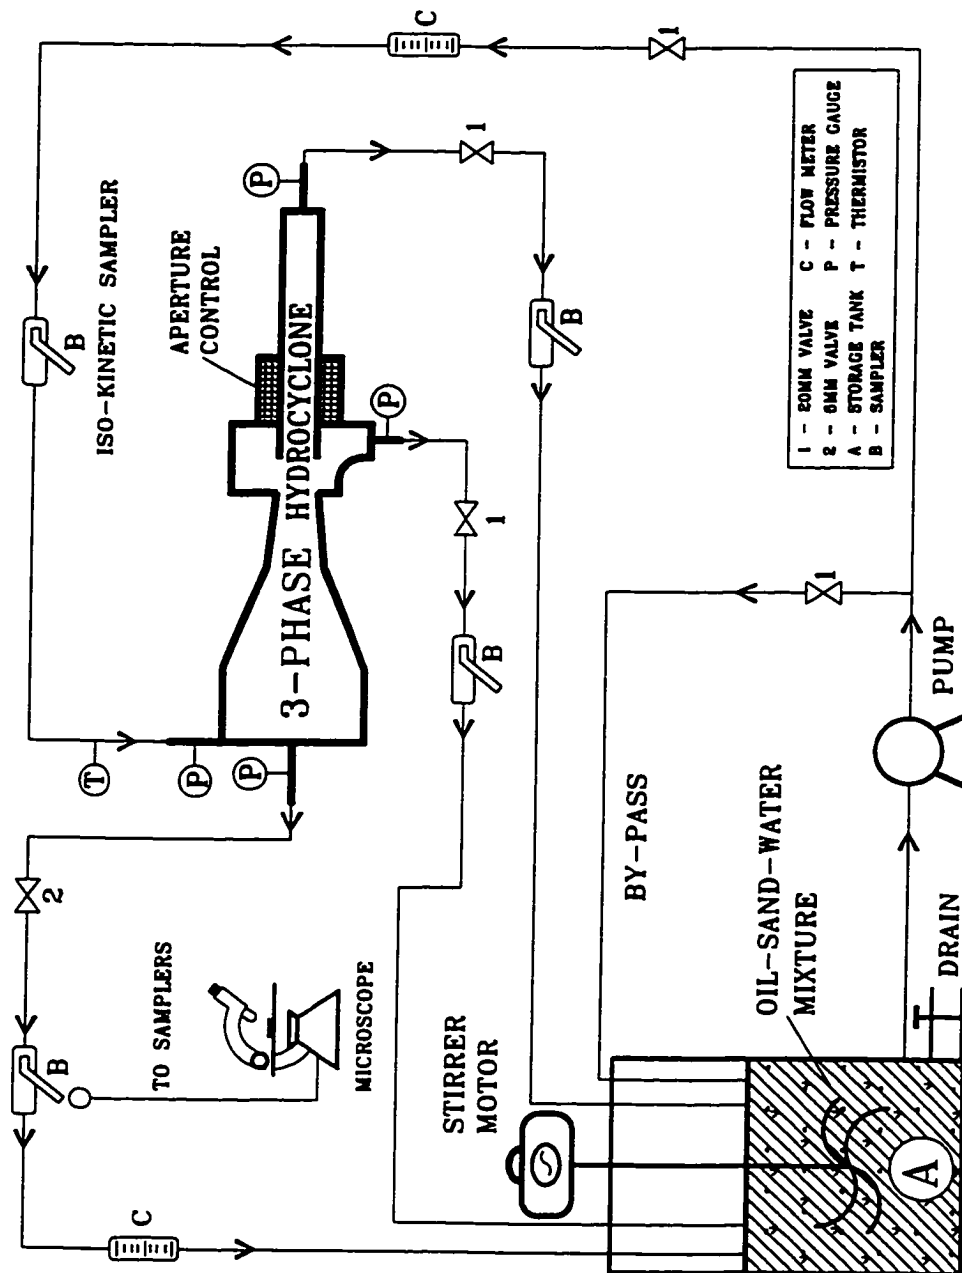 C
1
P
1
ISO-KINETIC SAMPLER
APERTURE
CONTROL
B
B
3-PHASE HYDROCYCLONE
P
1
1 - 20MM VALVE C - FLOW METER
2 - 6MM VALVE P - PRESSURE GAUGE
A - STORAGE TANK T - THERMISTOR
B - SAMPLER
1
B
T
P
P
PUMP
2
BY-PASS
OIL-SAND-WATER
MIXTURE
DRAIN
TO SAMPLERS
MICROSCOPE
B
STIRRER
MOTOR
A
C